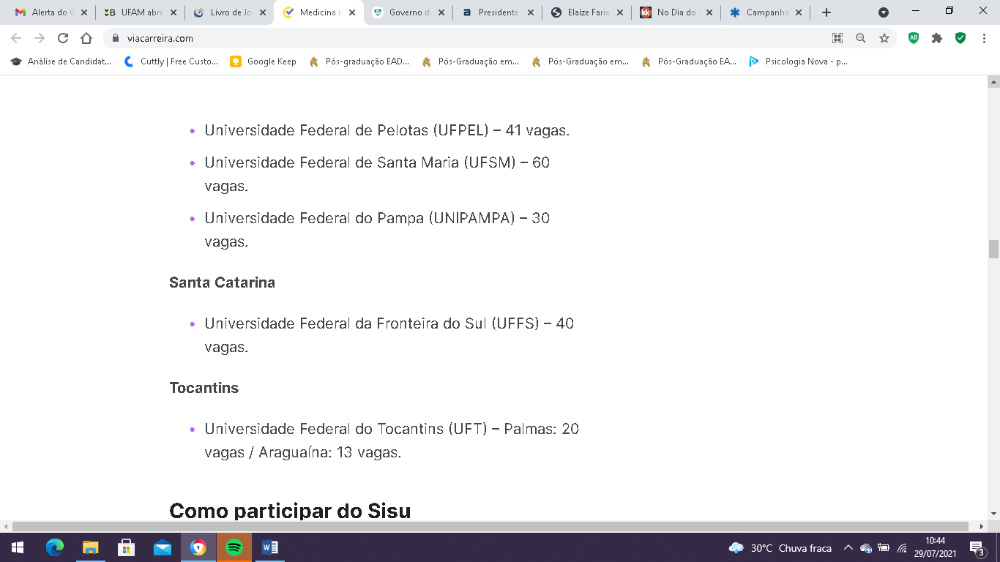 Alerta do G
UFAM abre
Livro de Jo
Medicina n
Governo d
Presidente
Elaíze Faria
No Dia do
Campanha
viacarreira.com
Análise de Candidat...
Cuttly | Free Custo...
Google Keep
Pós-graduação EAD...
Pós-Graduação em...
Pós-Graduação em...
Pós-Graduação EA...
Psicologia Nova - p...
Universidade Federal de Pelotas (UFPEL) – 41 vagas.
Universidade Federal de Santa Maria (UFSM) – 60
vagas.
Universidade Federal do Pampa (UNIPAMPA) – 30
vagas.
Santa Catarina
Universidade Federal da Fronteira do Sul (UFFS) – 40
vagas.
Tocantins
Universidade Federal do Tocantins (UFT) – Palmas: 20
vagas / Araguaína: 13 vagas.
Como participar do Sisu
30°C Chuva fraca
10:44
29/07/2021
3